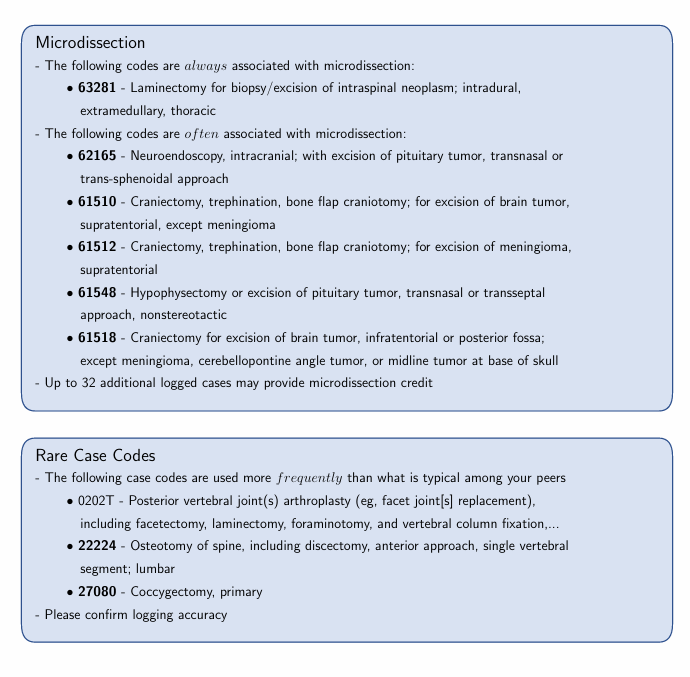 Microdissection
- The following codes are always associated with microdissection:
• 63281 - Laminectomy for biopsy/excision of intraspinal neoplasm; intradural,
extramedullary, thoracic
- The following codes are often associated with microdissection:
• 62165 - Neuroendoscopy, intracranial; with excision of pituitary tumor, transnasal or
trans-sphenoidal approach
• 61510 - Craniectomy, trephination, bone flap craniotomy; for excision of brain tumor,
supratentorial, except meningioma
• 61512 - Craniectomy, trephination, bone flap craniotomy; for excision of meningioma,
supratentorial
• 61548 - Hypophysectomy or excision of pituitary tumor, transnasal or transseptal
approach, nonstereotactic
• 61518 - Craniectomy for excision of brain tumor, infratentorial or posterior fossa;
except meningioma, cerebellopontine angle tumor, or midline tumor at base of skull
- Up to 32 additional logged cases may provide microdissection credit
Rare Case Codes
- The following case codes are used more frequently than what is typical among your peers
• 0202T - Posterior vertebral joint(s) arthroplasty (eg, facet joint[s] replacement),
including facetectomy, laminectomy, foraminotomy, and vertebral column fixation,...
• 22224 - Osteotomy of spine, including discectomy, anterior approach, single vertebral
segment; lumbar
• 27080 - Coccygectomy, primary
- Please confirm logging accuracy